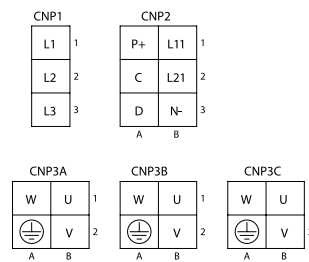 CNP1 CNP2
L1 1 P+ L11 1
L2 2 C L21 2
L3 3 D N- 3
A B
CNP3A CNP3B CNP3C
W U 1 W U 1 W U
V 2 V 2 V
A B A B A B